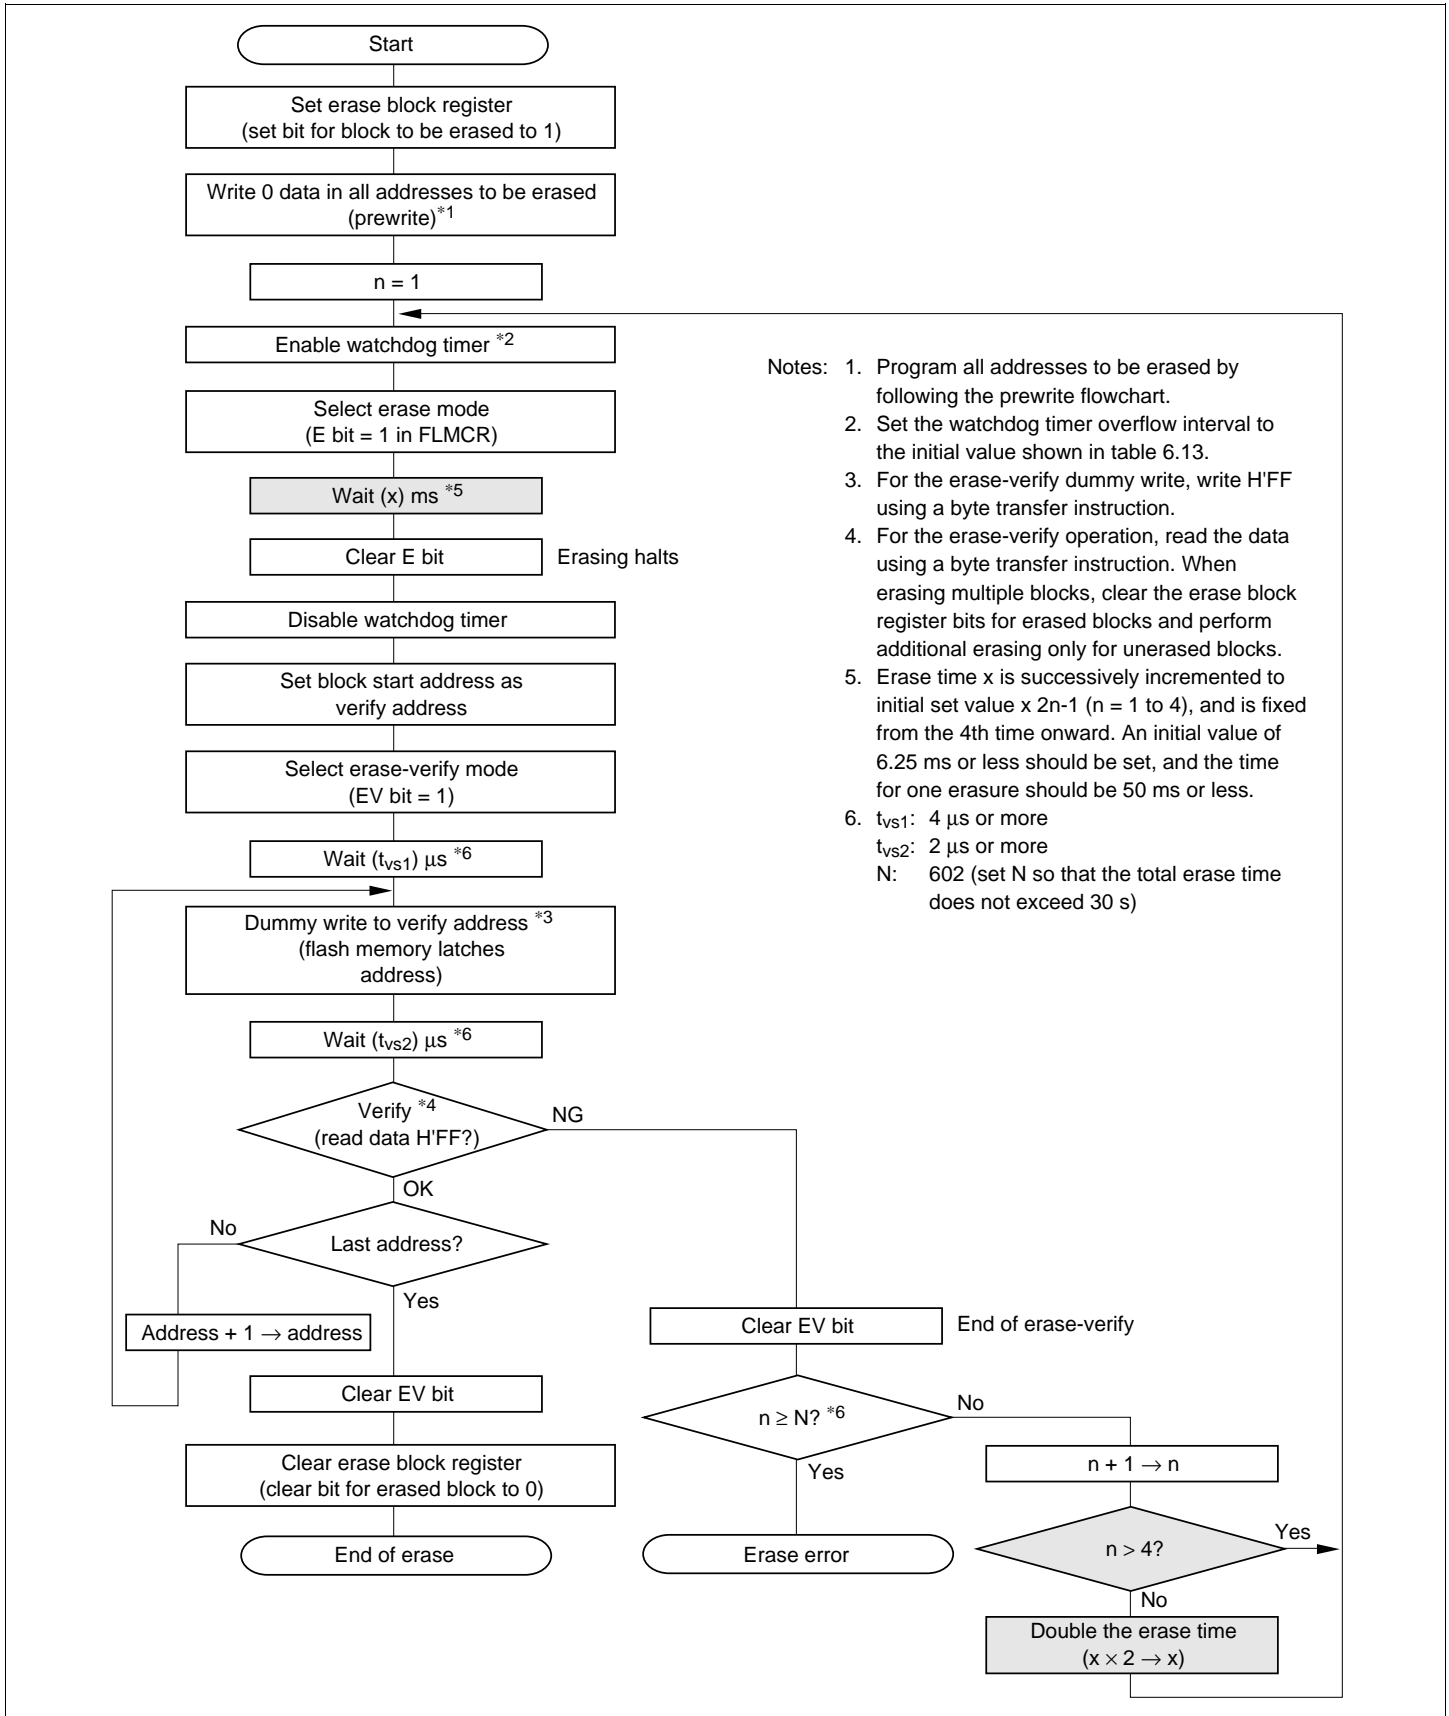 Start
Set erase block register
(set bit for block to be erased to 1)
Write 0 data in all addresses to be erased
(prewrite)*1
n = 1
Enable watchdog timer *2
Select erase mode
(E bit = 1 in FLMCR)
Wait (x) ms *5
Clear E bit
Erasing halts
Disable watchdog timer
Set block start address as
verify address
Select erase-verify mode
(EV bit = 1)
Wait (tvs1) μs *6
Dummy write to verify address *3
(flash memory latches
address)
Wait (tvs2) μs *6
Verify *4
(read data H'FF?)
NG
OK
Last address?
No
Yes
Address + 1 → address
Clear EV bit
Clear erase block register
(clear bit for erased block to 0)
End of erase
Clear EV bit
End of erase-verify
n ≥ N? *6
No
Yes
Erase error
n + 1 → n
n > 4?
Yes
No
Double the erase time
(x × 2 → x)
Notes: 1. Program all addresses to be erased by
following the prewrite flowchart.
2. Set the watchdog timer overflow interval to
the initial value shown in table 6.13.
3. For the erase-verify dummy write, write H'FF
using a byte transfer instruction.
4. For the erase-verify operation, read the data
using a byte transfer instruction. When
erasing multiple blocks, clear the erase block
register bits for erased blocks and perform
additional erasing only for unerased blocks.
5. Erase time x is successively incremented to
initial set value x 2n-1 (n = 1 to 4), and is fixed
from the 4th time onward. An initial value of
6.25 ms or less should be set, and the time
for one erasure should be 50 ms or less.
6. tvs1: 4 μs or more
tvs2: 2 μs or more
N: 602 (set N so that the total erase time
does not exceed 30 s)